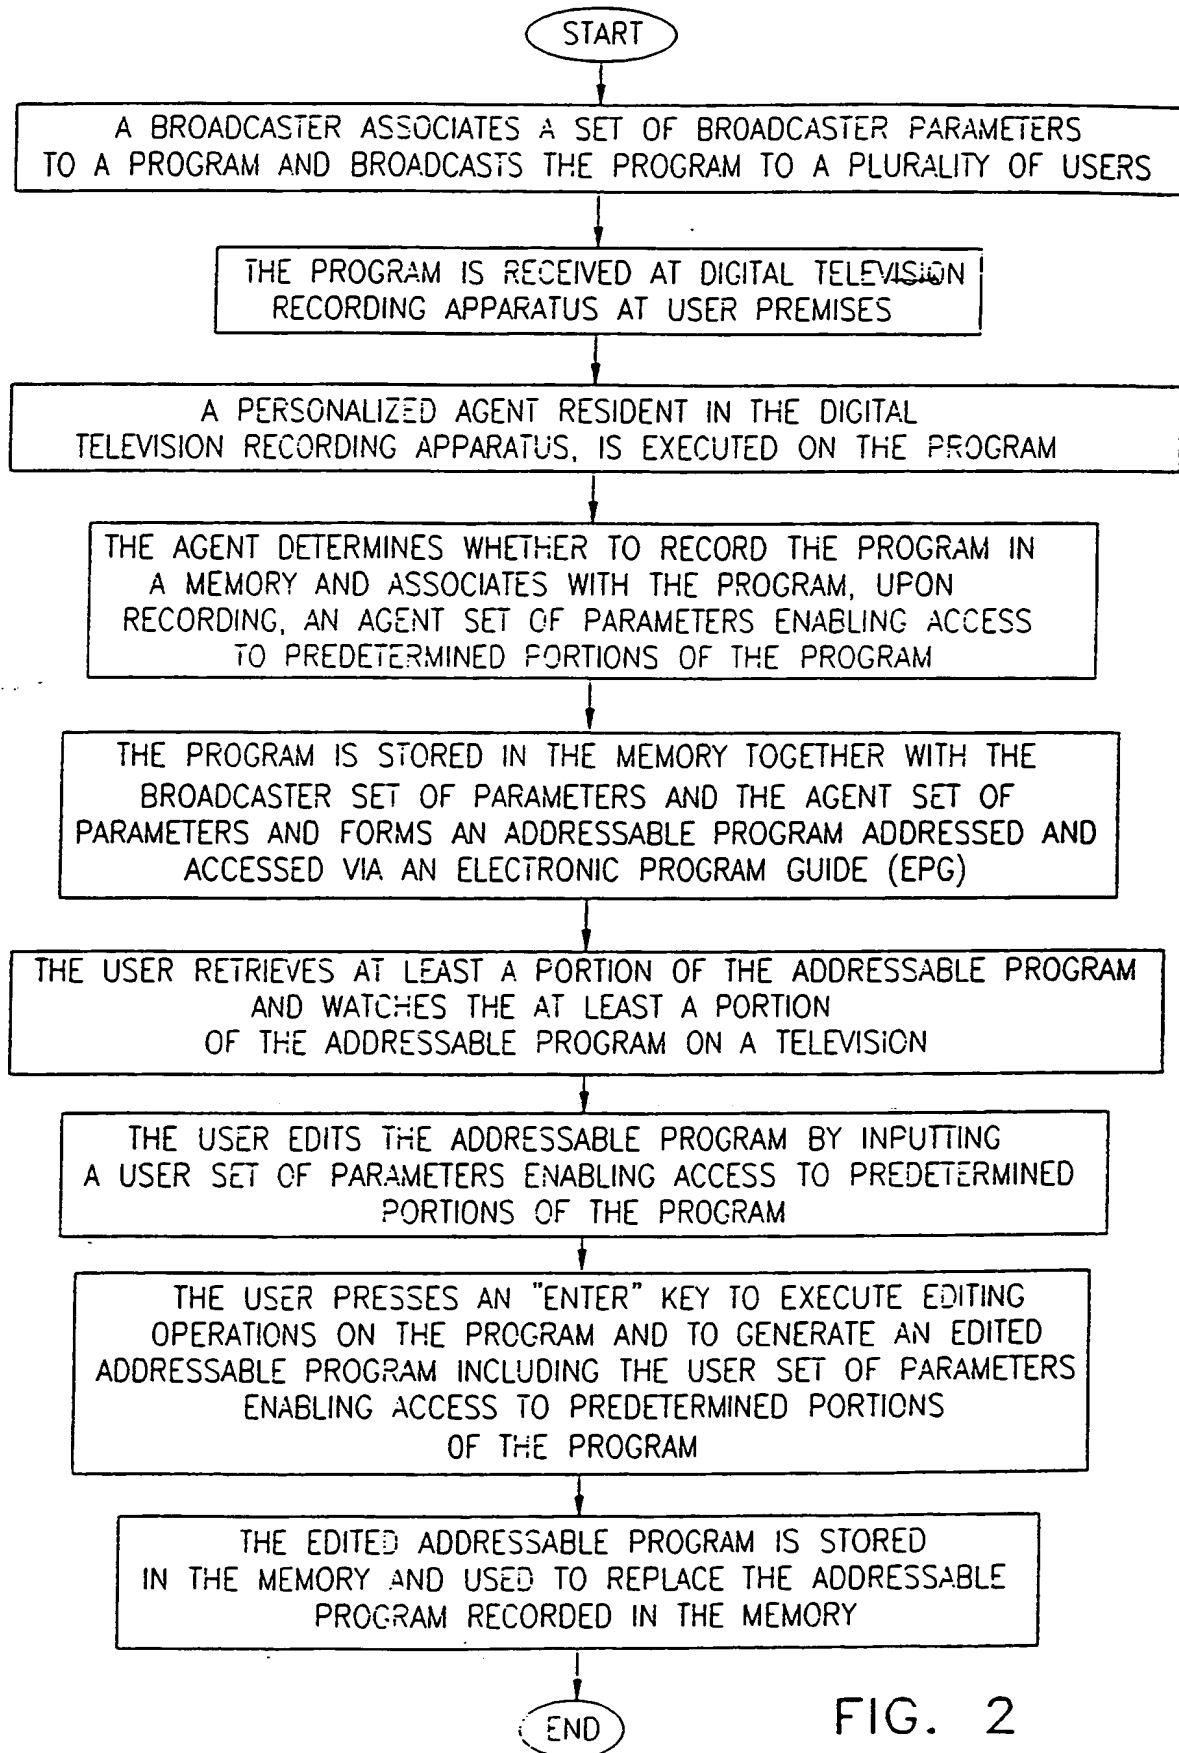 START
A BROADCASTER ASSOCIATES A SET OF BROADCASTER PARAMETERS
TO A PROGRAM AND BROADCASTS THE PROGRAM TO A PLURALITY OF USERS
THE PROGRAM IS RECEIVED AT DIGITAL TELEVISION
RECORDING APPARATUS AT USER PREMISES
A PERSONALIZED AGENT RESIDENT IN THE DIGITAL
TELEVISION RECORDING APPARATUS, IS EXECUTED ON THE PROGRAM
THE AGENT DETERMINES WHETHER TO RECORD THE PROGRAM IN
A MEMORY AND ASSOCIATES WITH THE PROGRAM, UPON
RECORDING, AN AGENT SET OF PARAMETERS ENABLING ACCESS
TO PREDETERMINED PORTIONS OF THE PROGRAM
THE PROGRAM IS STORED IN THE MEMORY TOGETHER WITH THE
BROADCASTER SET OF PARAMETERS AND THE AGENT SET OF
PARAMETERS AND FORMS AN ADDRESSABLE PROGRAM ADDRESSED AND
ACCESSED VIA AN ELECTRONIC PROGRAM GUIDE (EPG)
THE USER RETRIEVES AT LEAST A PORTION OF THE ADDRESSABLE PROGRAM
AND WATCHES THE AT LEAST A PORTION
OF THE ADDRESSABLE PROGRAM ON A TELEVISION
THE USER EDITS THE ADDRESSABLE PROGRAM BY INPUTTING
A USER SET OF PARAMETERS ENABLING ACCESS TO PREDETERMINED
PORTIONS OF THE PROGRAM
THE USER PRESSES AN "ENTER" KEY TO EXECUTE EDITING
OPERATIONS ON THE PROGRAM AND TO GENERATE AN EDITED
ADDRESSABLE PROGRAM INCLUDING THE USER SET OF PARAMETERS
ENABLING ACCESS TO PREDETERMINED PORTIONS
OF THE PROGRAM
THE EDITED ADDRESSABLE PROGRAM IS STORED
IN THE MEMORY AND USED TO REPLACE THE ADDRESSABLE
PROGRAM RECORDED IN THE MEMORY
END
FIG. 2